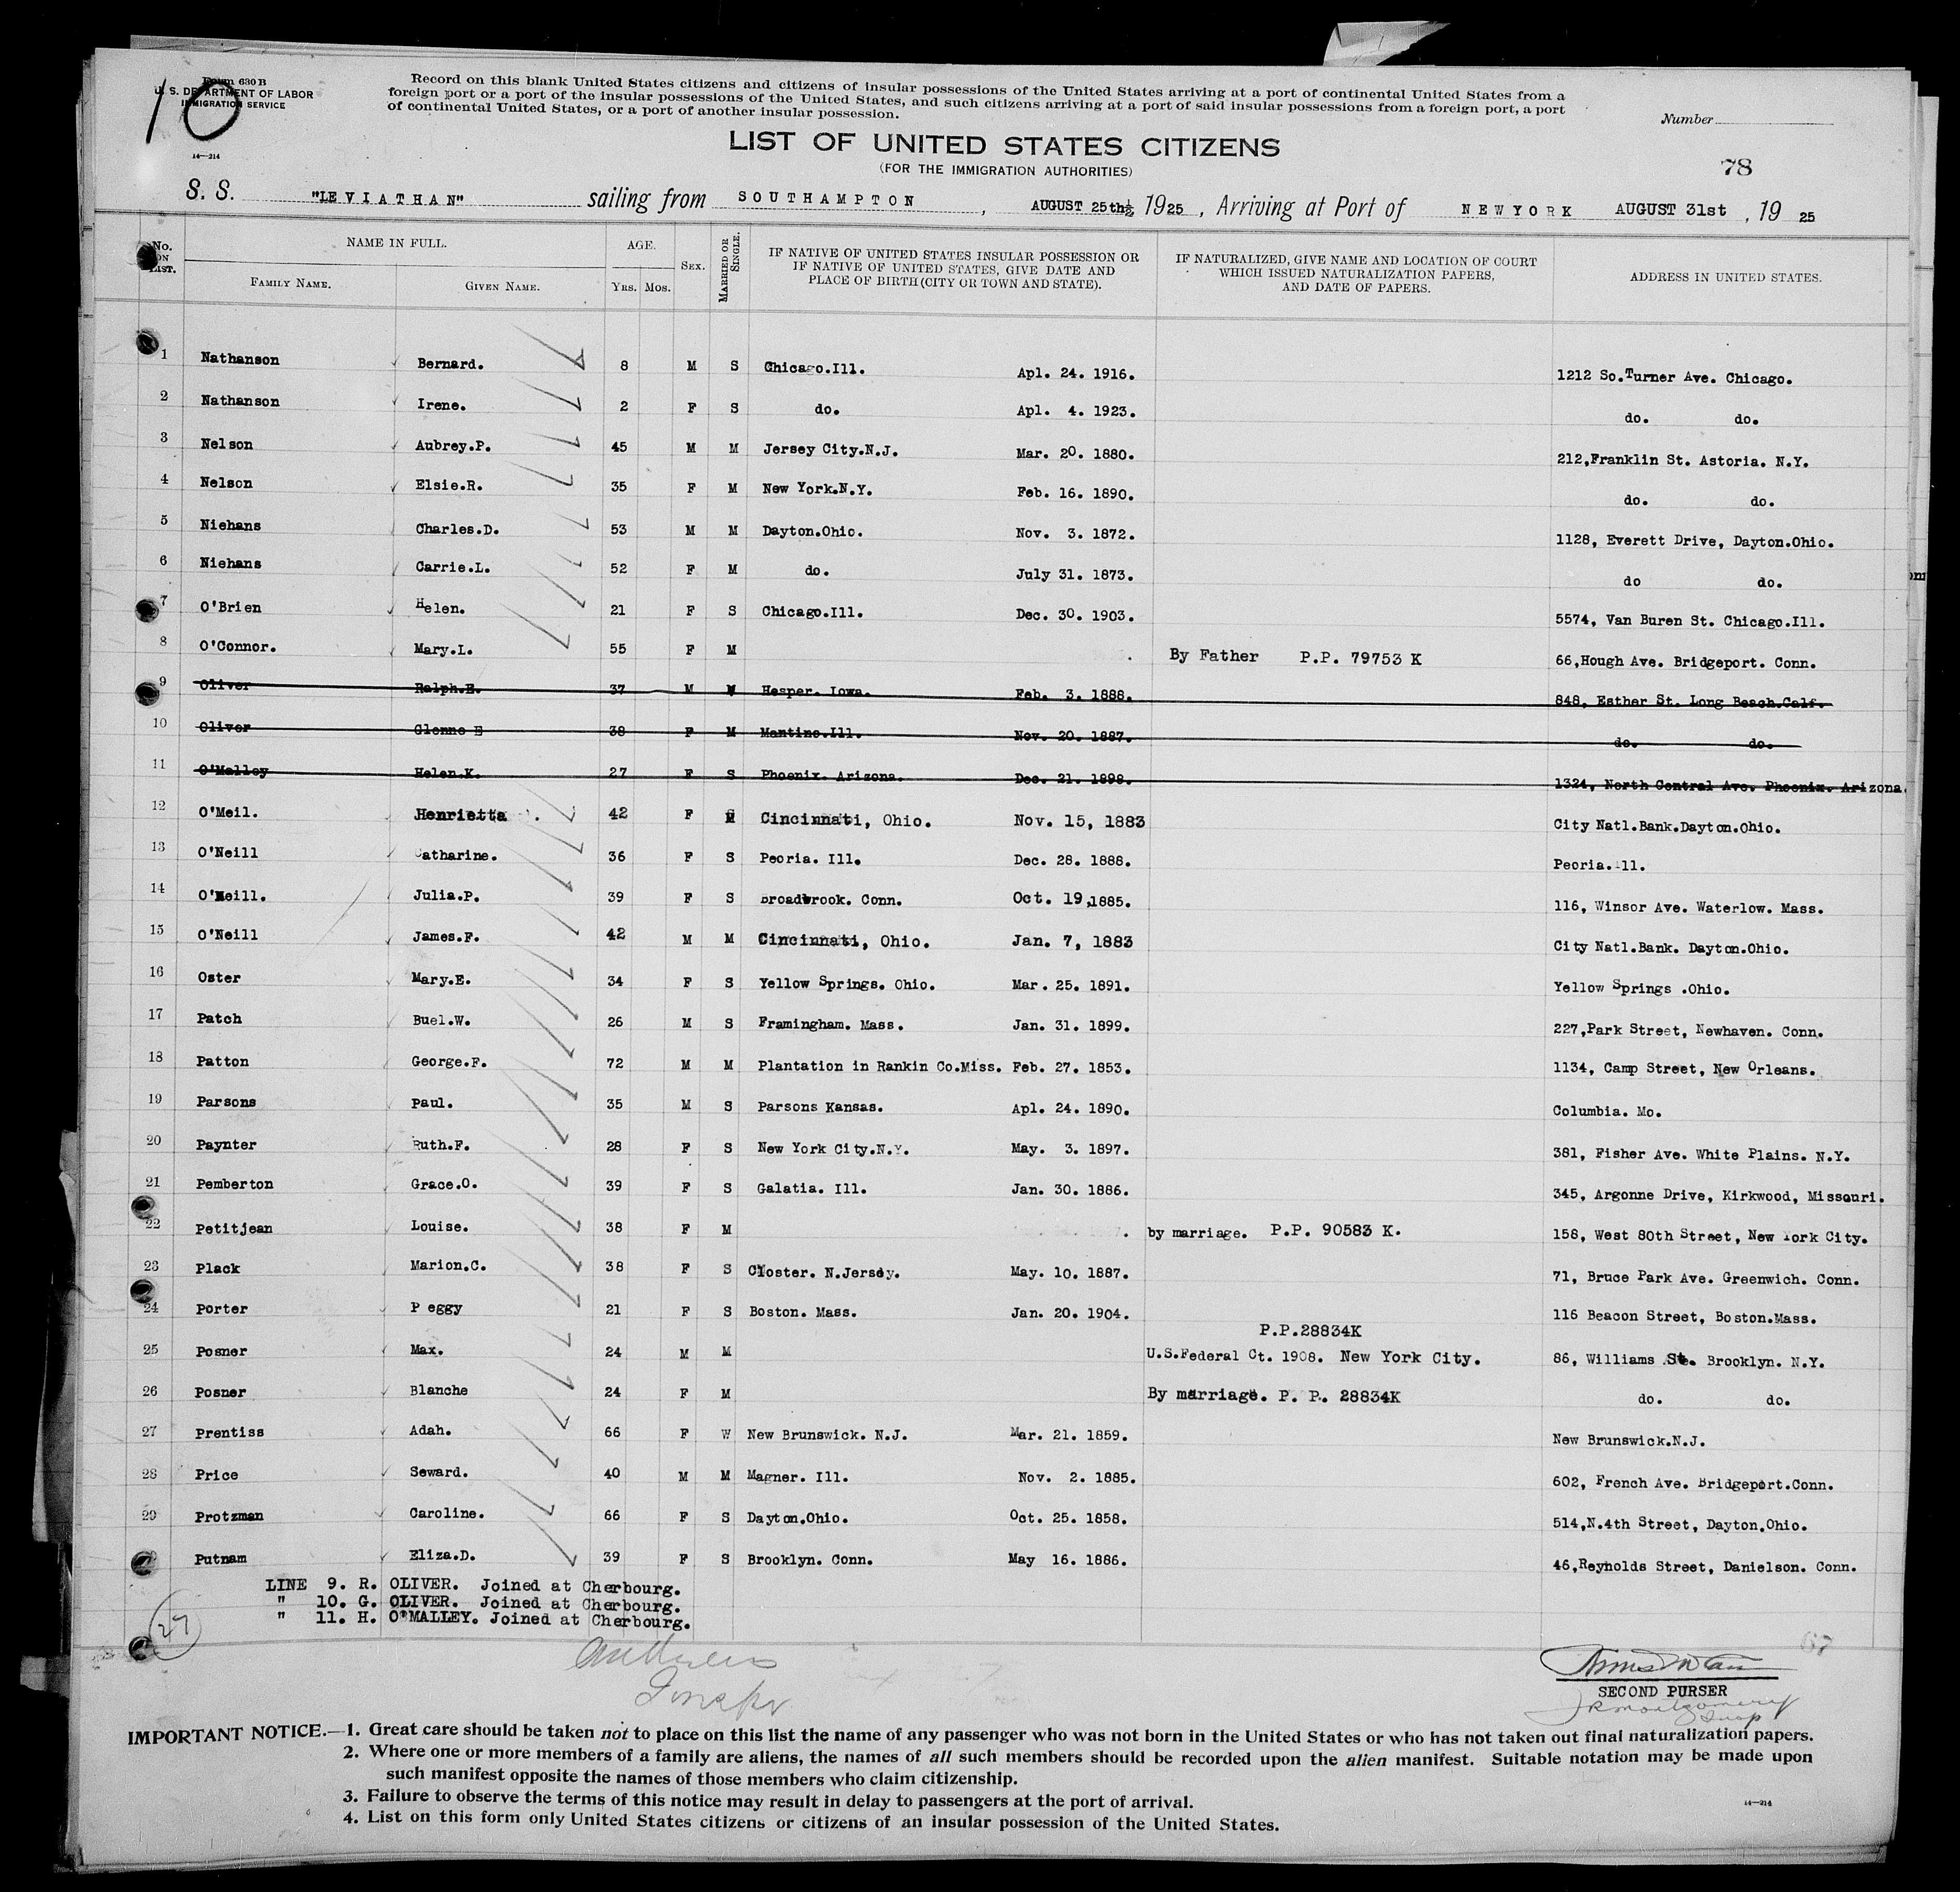 10
Form 630 B
U. S. DEPARTMENT OF LABOR
IMMIGRATION SERVICE
14—214
Record on this blank United States citizens and citizens of insular possessions of the United States arriving at a port of continental United States from a
foreign port or a port of the insular possessions of the United States, and such citizens arriving at a port of said insular possessions from a foreign port, a port
of continental United States, or a port of another insular possession.
Number
LIST OF UNITED STATES CITIZENS
(FOR THE IMMIGRATION AUTHORITIES)
78
S. S. "LEVIATHAN" sailing from SOUTHAMPTON, AUGUST 25th 1925, Arriving at Port of NEWYORK AUGUST 31st, 19 25
No. ON LIST. NAME IN FULL. FAMILY NAME. GIVEN NAME. AGE. YRS. MOS. SEX. MARRIED OR SINGLE. IF NATIVE OF UNITED STATES INSULAR POSSESSION OR IF NATIVE OF UNITED STATES, GIVE DATE AND PLACE OF BIRTH (CITY OR TOWN AND STATE). IF NATURALIZED, GIVE NAME AND LOCATION OF COURT WHICH ISSUED NATURALIZATION PAPERS, AND DATE OF PAPERS. ADDRESS IN UNITED STATES.
1 Nathanson Bernard. 8 M S Chicago.Ill. Apl. 24. 1916. 1212 So.Turner Ave. Chicago.
2 Nathanson Irene. 2 F S do. Apl. 4. 1923. do. do.
3 Nelson Aubrey.P. 45 M M Jersey City.N.J. Mar. 20. 1880. 212,Franklin St. Astoria. N.Y.
4 Nelson Elsie.R. 35 F M New York.N.Y. Feb. 16. 1890. do. do.
5 Niehans Charles.D. 53 M M Dayton.Ohio. Nov. 3. 1872. 1128, Everett Drive, Dayton.Ohio.
6 Niehans Carrie.L. 52 F M do. July 31. 1873. do do.
7 O'Brien Helen. 21 F S Chicago.Ill. Dec. 30. 1903. 5574, Van Buren St. Chicago.Ill.
8 O'Connor. Mary.L. 55 F M By Father P.P. 79753 K 66,Hough Ave. Bridgeport. Conn.
9 Oliver Ralph.E. 37 M M Hesper. Iowa. Feb. 3. 1888. 848, Esther St. Long Beach.Calf.
10 Oliver Glenne E 38 F M Mantino.Ill. Nov. 20. 1887. do. do.
11 O'Malley Helen.K. 27 F S Phoenix. Arizona. Dec. 21. 1898. 1324, North Central Ave. Phoenix. Arizona.
12 O'Meil. Henrietta . 42 F M Cincinnati, Ohio. Nov. 15, 1883 City Natl.Bank.Dayton.Ohio.
13 O'Neill Catharine. 36 F S Peoria. Ill. Dec. 28. 1888. Peoria. Ill.
14 O'Neill. Julia.P. 39 F S Broadbrook. Conn. Oct. 19,1885. 116, Winsor Ave. Waterlow. Mass.
15 O'Neill James.F. 42 M M Cincinnati, Ohio. Jan. 7, 1883 City Natl.Bank. Dayton.Ohio.
16 Oster Mary.E. 34 F S Yellow Springs. Ohio. Mar. 25. 1891. Yellow Springs .Ohio.
17 Patch Buel.W. 26 M S Framingham. Mass. Jan. 31. 1899. 227,Park Street, Newhaven. Conn.
18 Patton George.F. 72 M M Plantation in Rankin Co.Miss. Feb. 27. 1853. 1134, Camp Street, New Orleans.
19 Parsons Paul. 35 M S Parsons Kansas. Apl. 24. 1890. Columbia. Mo.
20 Paynter Ruth.F. 28 F S New York City.N.Y. May. 3. 1897. 381, Fisher Ave. White Plains. N.Y.
21 Pemberton Grace.O. 39 F S Galatia. Ill. Jan. 30. 1886. 345, Argonne Drive, Kirkwood, Missouri.
22 Petitjean Louise. 38 F M by marriage. P.P. 90583 K. 158, West 80th Street, New York City.
23 Plack Marion.C. 38 F S Closter. N.Jersey. May. 10. 1887. 71, Bruce Park Ave. Greenwich. Conn.
24 Porter P eggy 21 F S Boston. Mass. Jan. 20. 1904. 116 Beacon Street, Boston.Mass.
P.P.28834K
25 Posner Max. 24 M M U.S.Federal Ct. 1908. New York City. 86, Williams St. Brooklyn. N.Y.
26 Posner Blanche 24 F M By marriage. P. P. 28834K do. do.
27 Prentiss Adah. 66 F W New Brunswick. N.J. Mar. 21. 1859. New Brunswick.N.J.
28 Price Seward. 40 M M Magner. Ill. Nov. 2. 1885. 602, French Ave. Bridgeport.Conn.
29 Protzman Caroline. 66 F S Dayton.Ohio. Oct. 25. 1858. 514,N.4th Street, Dayton.Ohio.
Putnam Eliza.D. 39 F S Brooklyn. Conn. May 16. 1886. 46,Reynolds Street, Danielson. Conn.
LINE 9. R. OLIVER. Joined at Cherbourg.
" 10. G. OLIVER. Joined at Cherbourg.
" 11. H. O'MALLEY. Joined at Cherbourg.
27
67
SECOND PURSER
JRMontgomery
Insp
IMPORTANT NOTICE.—1. Great care should be taken not to place on this list the name of any passenger who was not born in the United States or who has not taken out final naturalization papers.
2. Where one or more members of a family are aliens, the names of all such members should be recorded upon the alien manifest. Suitable notation may be made upon
such manifest opposite the names of those members who claim citizenship.
3. Failure to observe the terms of this notice may result in delay to passengers at the port of arrival.
4. List on this form only United States citizens or citizens of an insular possession of the United States.
14—214